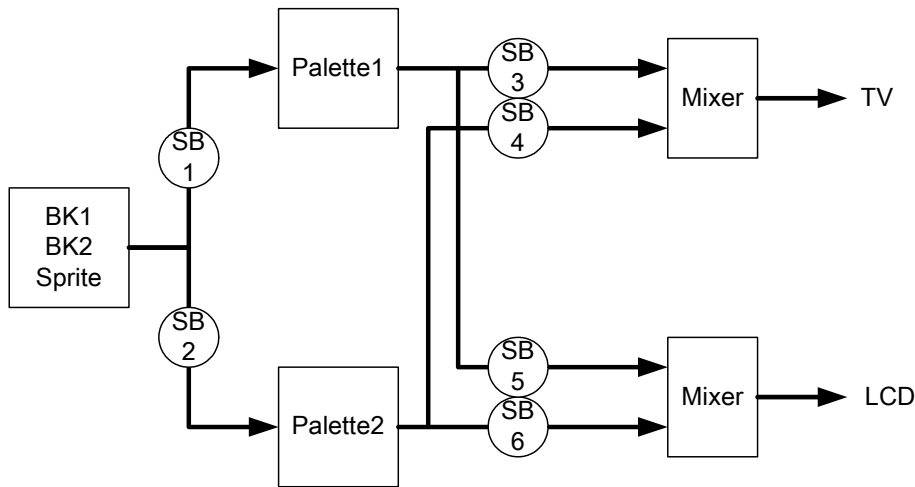 Palette1
SB
3
SB
4
Mixer
TV
SB
1
BK1
BK2
Sprite
SB
2
Palette2
SB
5
SB
6
Mixer
LCD